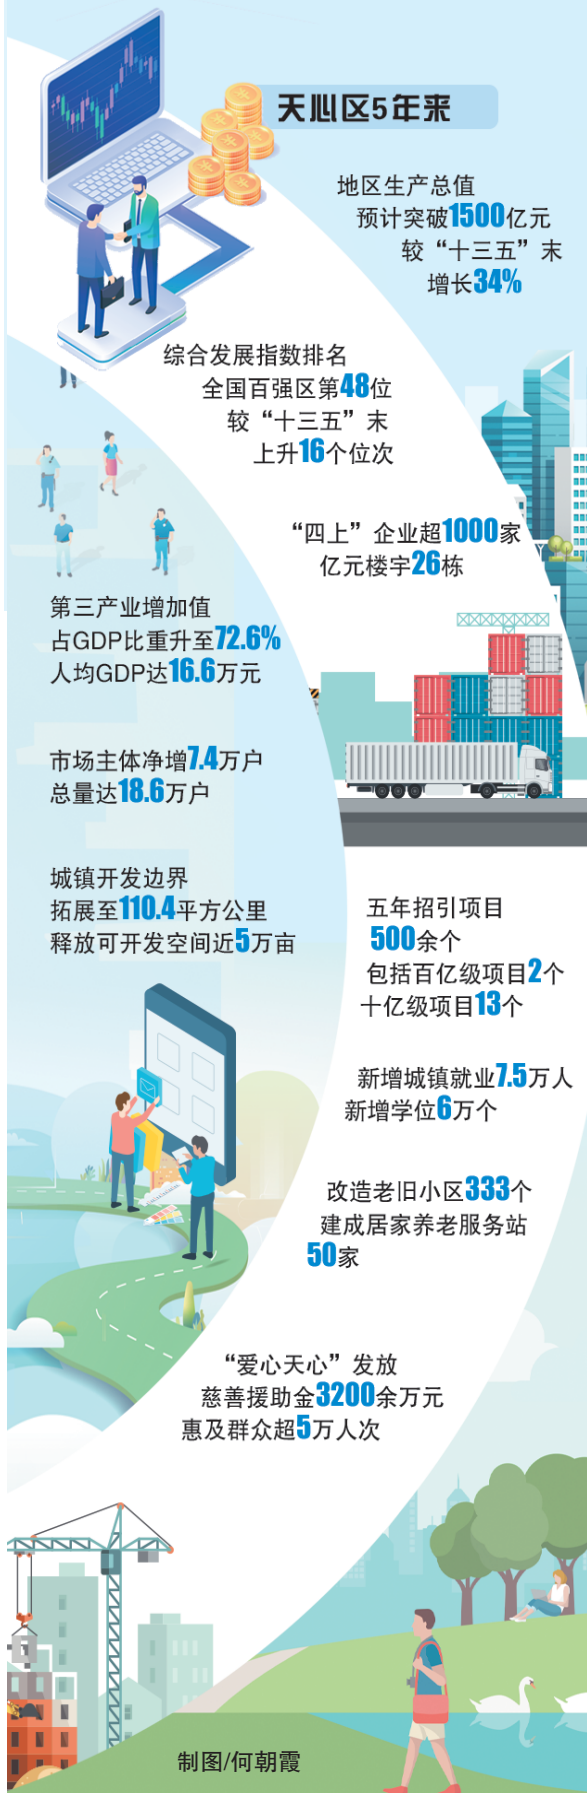 天心区5年来
地区生产总值
预计突破1500亿元
较“十三五”末
增长34%
综合发展指数排名
全国百强区第48位
较“十三五”末
上升16个位次
“四上”企业超1000家
亿元楼宇26栋
第三产业增加值
占GDP比重升至72.6%
人均GDP达16.6万元
市场主体净增7.4万户
总量达18.6万户
城镇开发边界
拓展至110.4平方公里
释放可开发空间近5万亩
五年招引项目
500余个
包括百亿级项目2个
十亿级项目13个
新增城镇就业7.5万人
新增学位6万个
改造老旧小区333个
建成居家养老服务站
50家
“爱心天心”发放
慈善援助金3200余万元
惠及群众超5万人次
制图/何朝霞